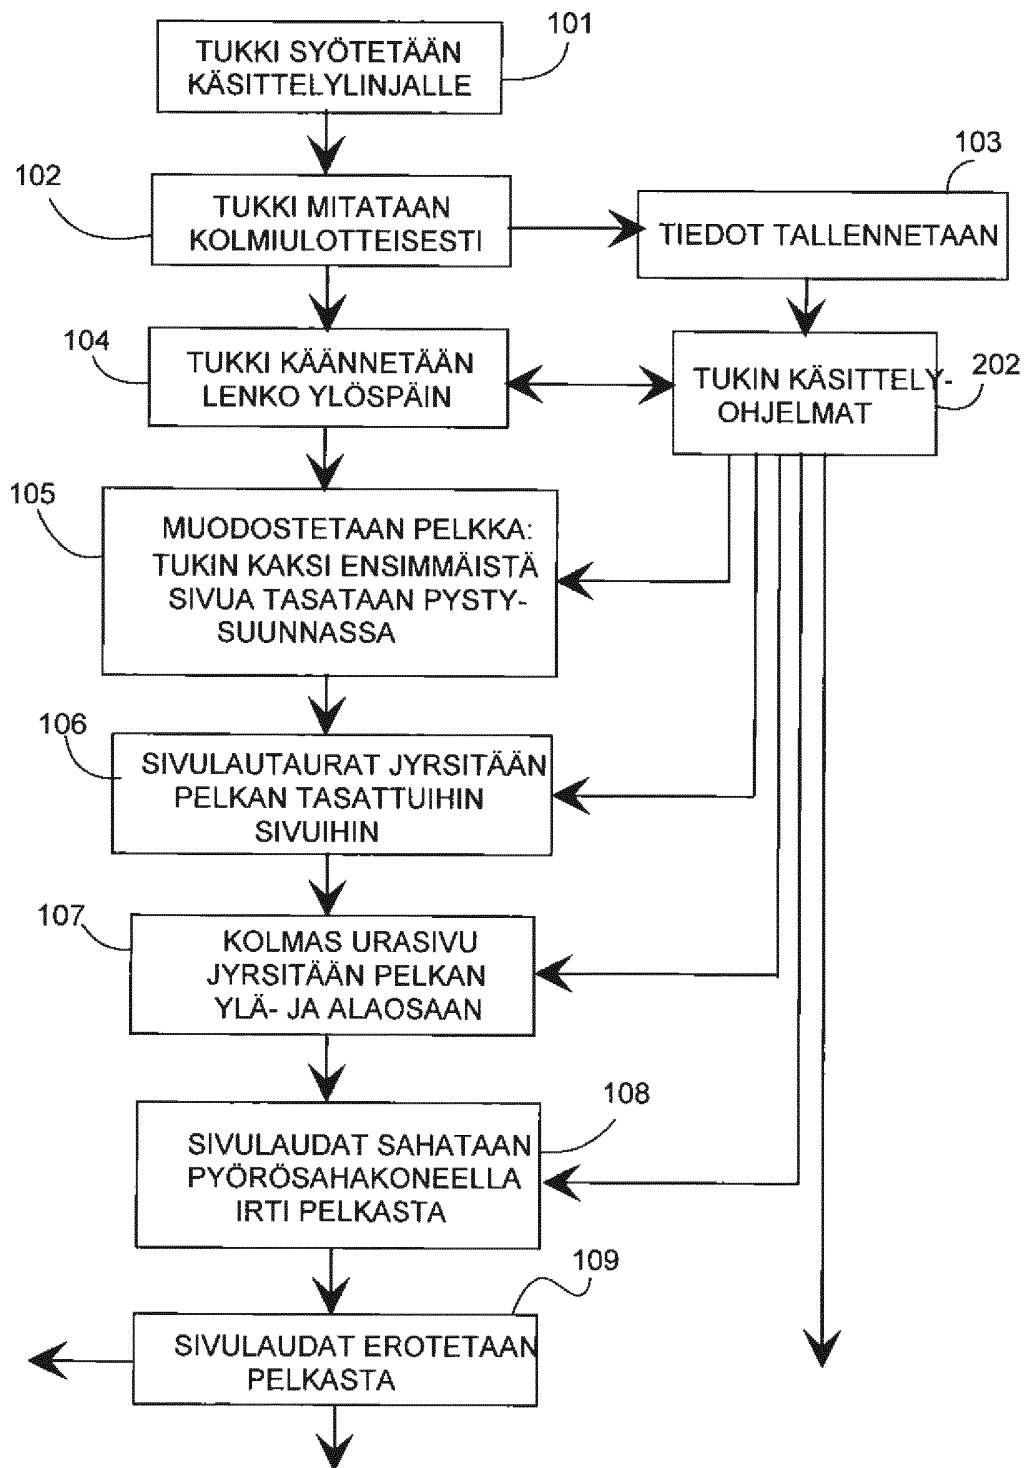 101
TUKKI SYÖTETÄÄN
KÄSITTELYLINJALLE
102
TUKKI MITATAAN
KOLMIULOTTEISESTI
103
TIEDOT TALLENNETAAN
104
TUKKI KÄÄNNETÄÄN
LENKO YLÖSPÄIN
202
TUKIN KÄSITTELY-
OHJELMAT
105
MUODOSTETAAN PELKKA:
TUKIN KAKSI ENSIMMÄISTÄ
SIVUA TASATAAN PYSTY-
SUUNNASSA
106
SIVULAUTAURAT JYRSITÄÄN
PELKAN TASATTUIHIN
SIVUIHIN
107
KOLMAS URASIVU
JYRSITÄÄN PELKAN
YLÄ- JA ALAOSAAN
108
SIVULAUDAT SAHATAAN
PYÖRÖSAHAKONEELLA
IRTI PELKASTA
109
SIVULAUDAT EROTETAAN
PELKASTA